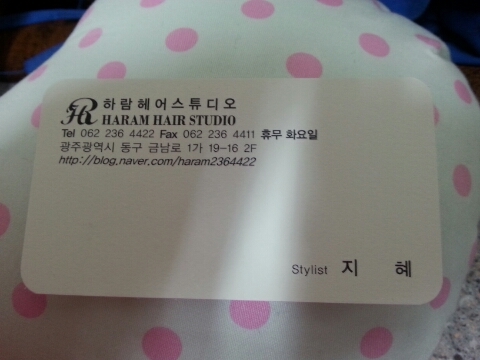 하람헤어스튜디오
HR HARAM HAIR STUDIO
Tel 062 236 4422 Fax 062 236 4411 휴무 화요일
광주광역시 동구 금남로 1가 19-16 2F
http://blog.naver.com/haram2364422
Stylist 지 혜